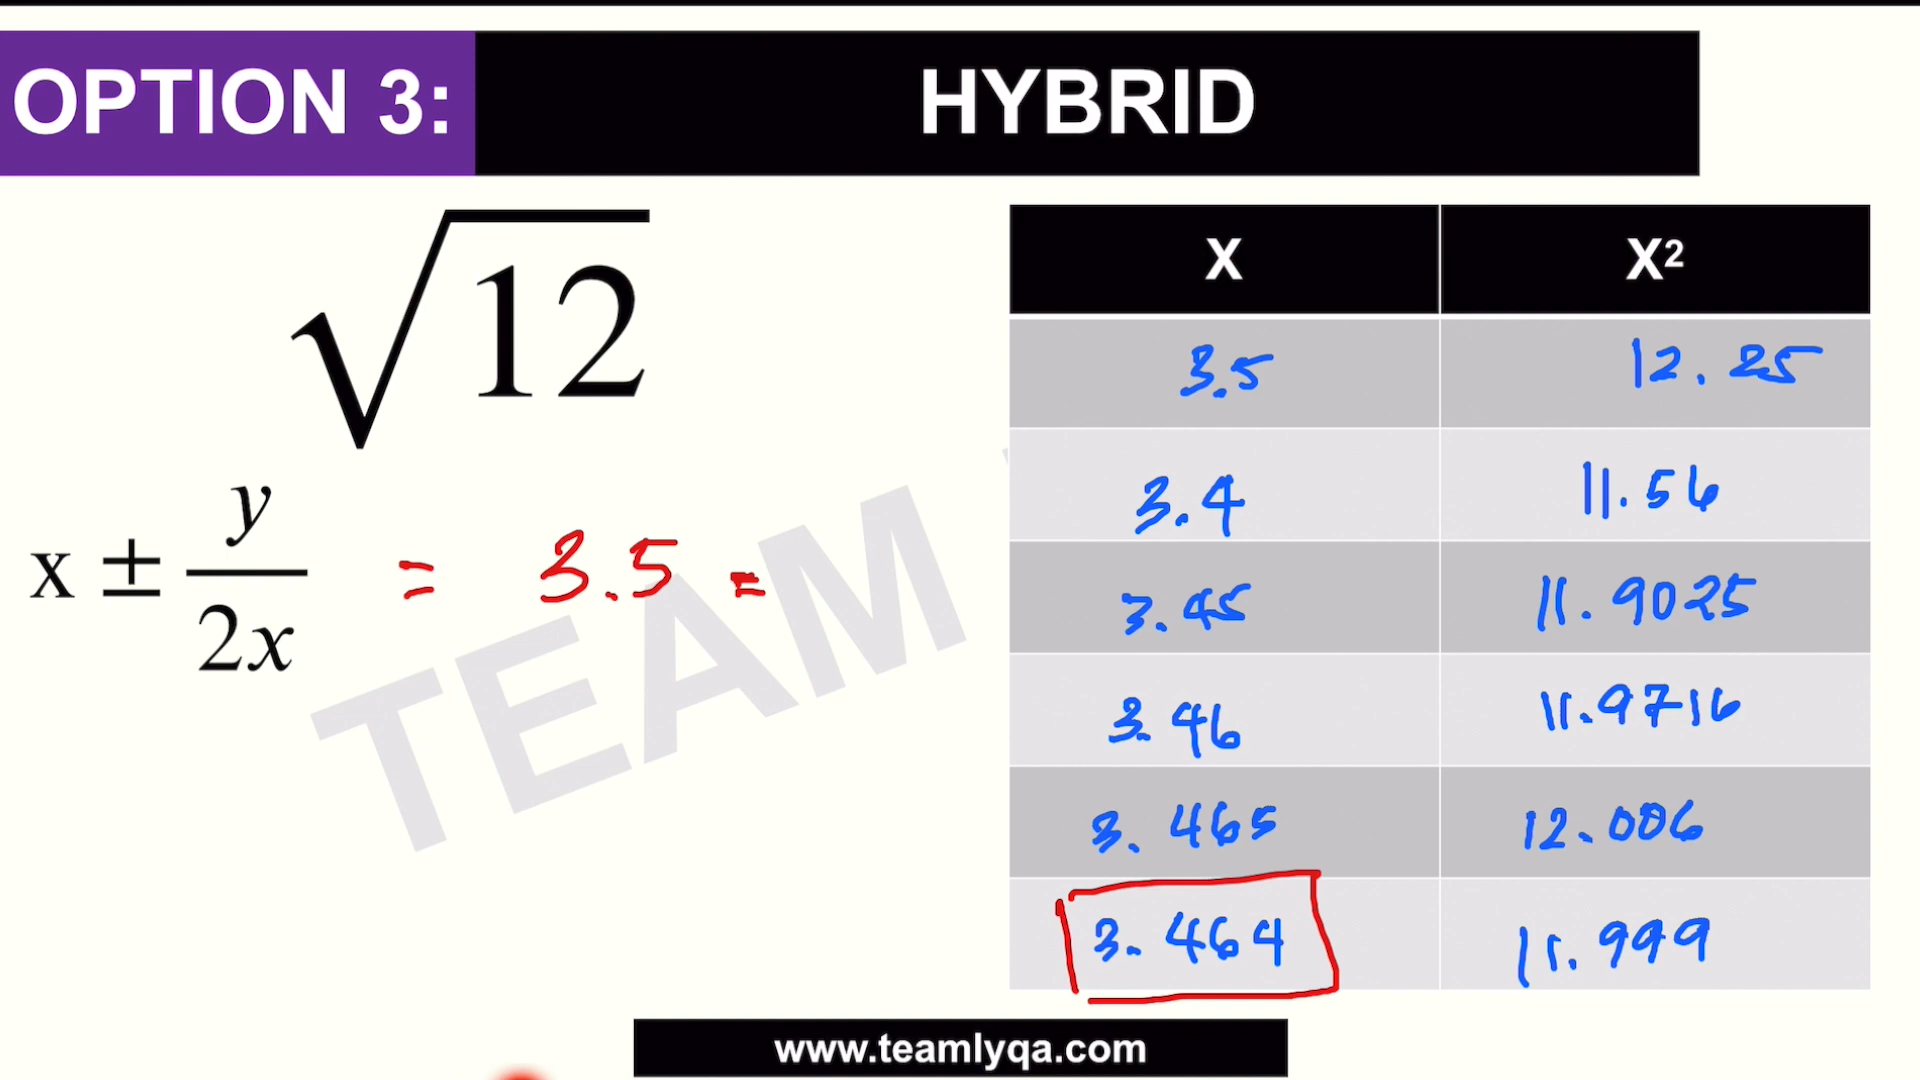 OPTION 3: HYBRID
√12
x ± y/2x = 3.5 =
TEAM
X X²
3.5 12.25
3.4 11.56
3.45 11.9025
3.46 11.9716
3.465 12.006
3.464 11.999
www.teamlyqa.com